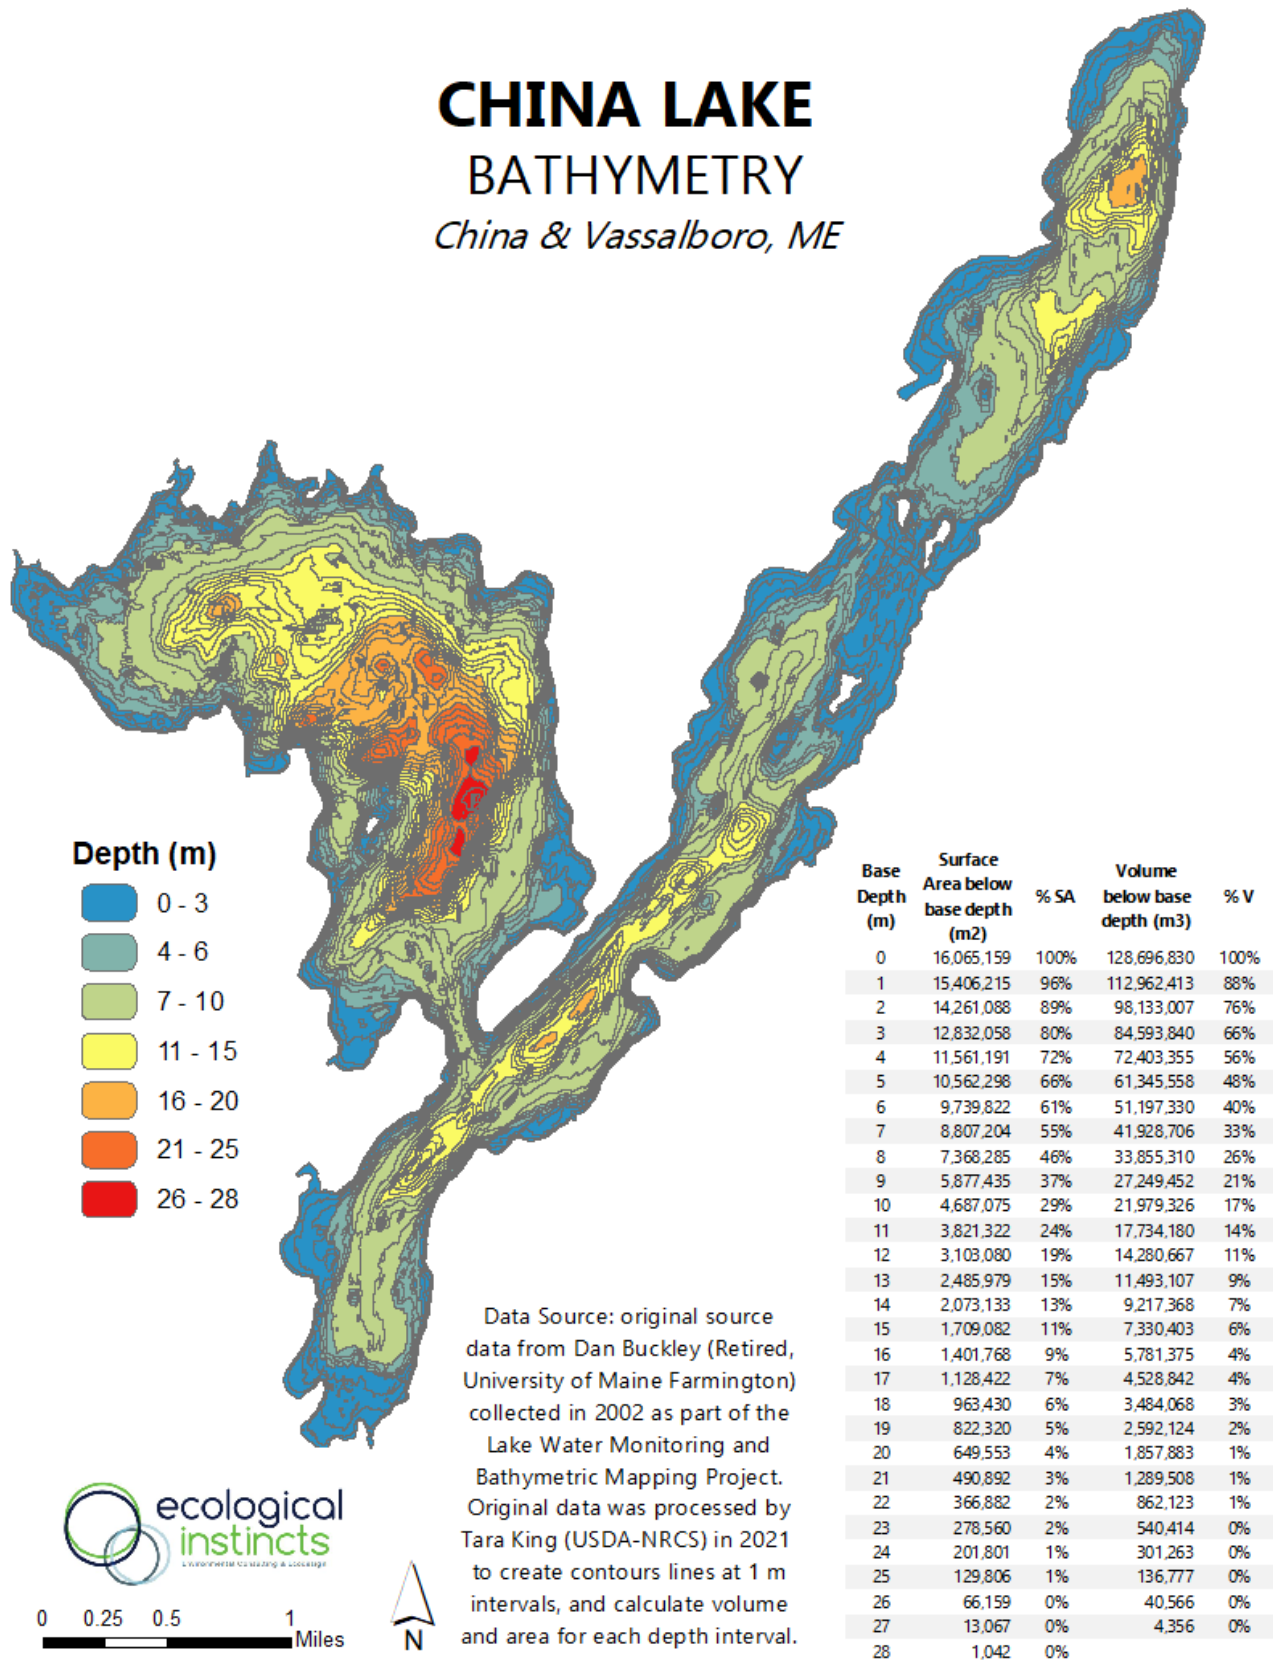 CHINA LAKE
BATHYMETRY
China & Vassalboro, ME
Depth (m)
0 - 3
4 - 6
7 - 10
11 - 15
16 - 20
21 - 25
26 - 28
Base Depth (m) Surface Area below base depth (m2) % SA Volume below base depth (m3) % V
0 16,065,159 100% 128,696,830 100%
1 15,406,215 96% 112,962,413 88%
2 14,261,088 89% 98,133,007 76%
3 12,832,058 80% 84,593,840 66%
4 11,561,191 72% 72,403,355 56%
5 10,562,298 66% 61,345,558 48%
6 9,739,822 61% 51,197,330 40%
7 8,807,204 55% 41,928,706 33%
8 7,368,285 46% 33,855,310 26%
9 5,877,435 37% 27,249,452 21%
10 4,687,075 29% 21,979,326 17%
11 3,821,322 24% 17,734,180 14%
12 3,103,080 19% 14,280,667 11%
13 2,485,979 15% 11,493,107 9%
14 2,073,133 13% 9,217,368 7%
15 1,709,082 11% 7,330,403 6%
16 1,401,768 9% 5,781,375 4%
17 1,128,422 7% 4,528,842 4%
18 963,430 6% 3,484,068 3%
19 822,320 5% 2,592,124 2%
20 649,553 4% 1,857,883 1%
21 490,892 3% 1,289,508 1%
22 366,882 2% 862,123 1%
23 278,560 2% 540,414 0%
24 201,801 1% 301,263 0%
25 129,806 1% 136,777 0%
26 66,159 0% 40,566 0%
27 13,067 0% 4,356 0%
28 1,042 0%
Data Source: original source
data from Dan Buckley (Retired,
University of Maine Farmington)
collected in 2002 as part of the
Lake Water Monitoring and
Bathymetric Mapping Project.
Original data was processed by
Tara King (USDA-NRCS) in 2021
to create contours lines at 1 m
intervals, and calculate volume
and area for each depth interval.
ecological
instincts
Environmental Consulting & Ecodesign
0 0.25 0.5 1
Miles
N